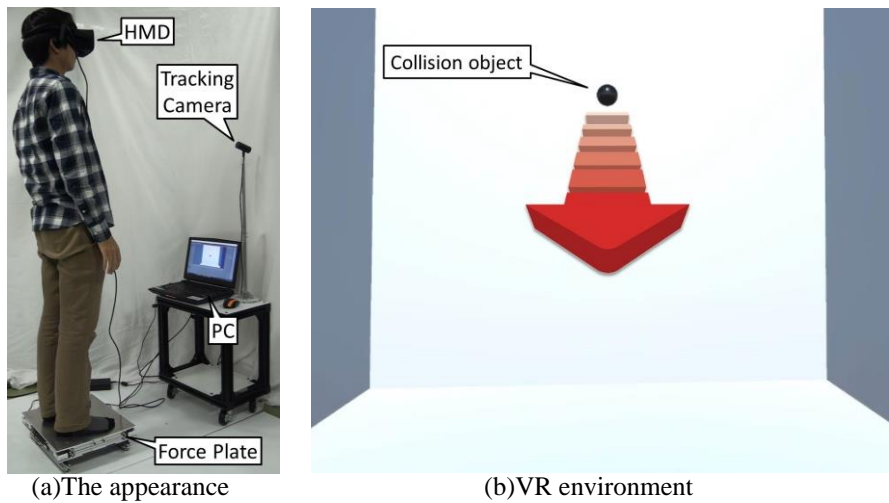 HMD
Tracking
Camera
PC
Force Plate
Collision object
(a)The appearance
(b)VR environment